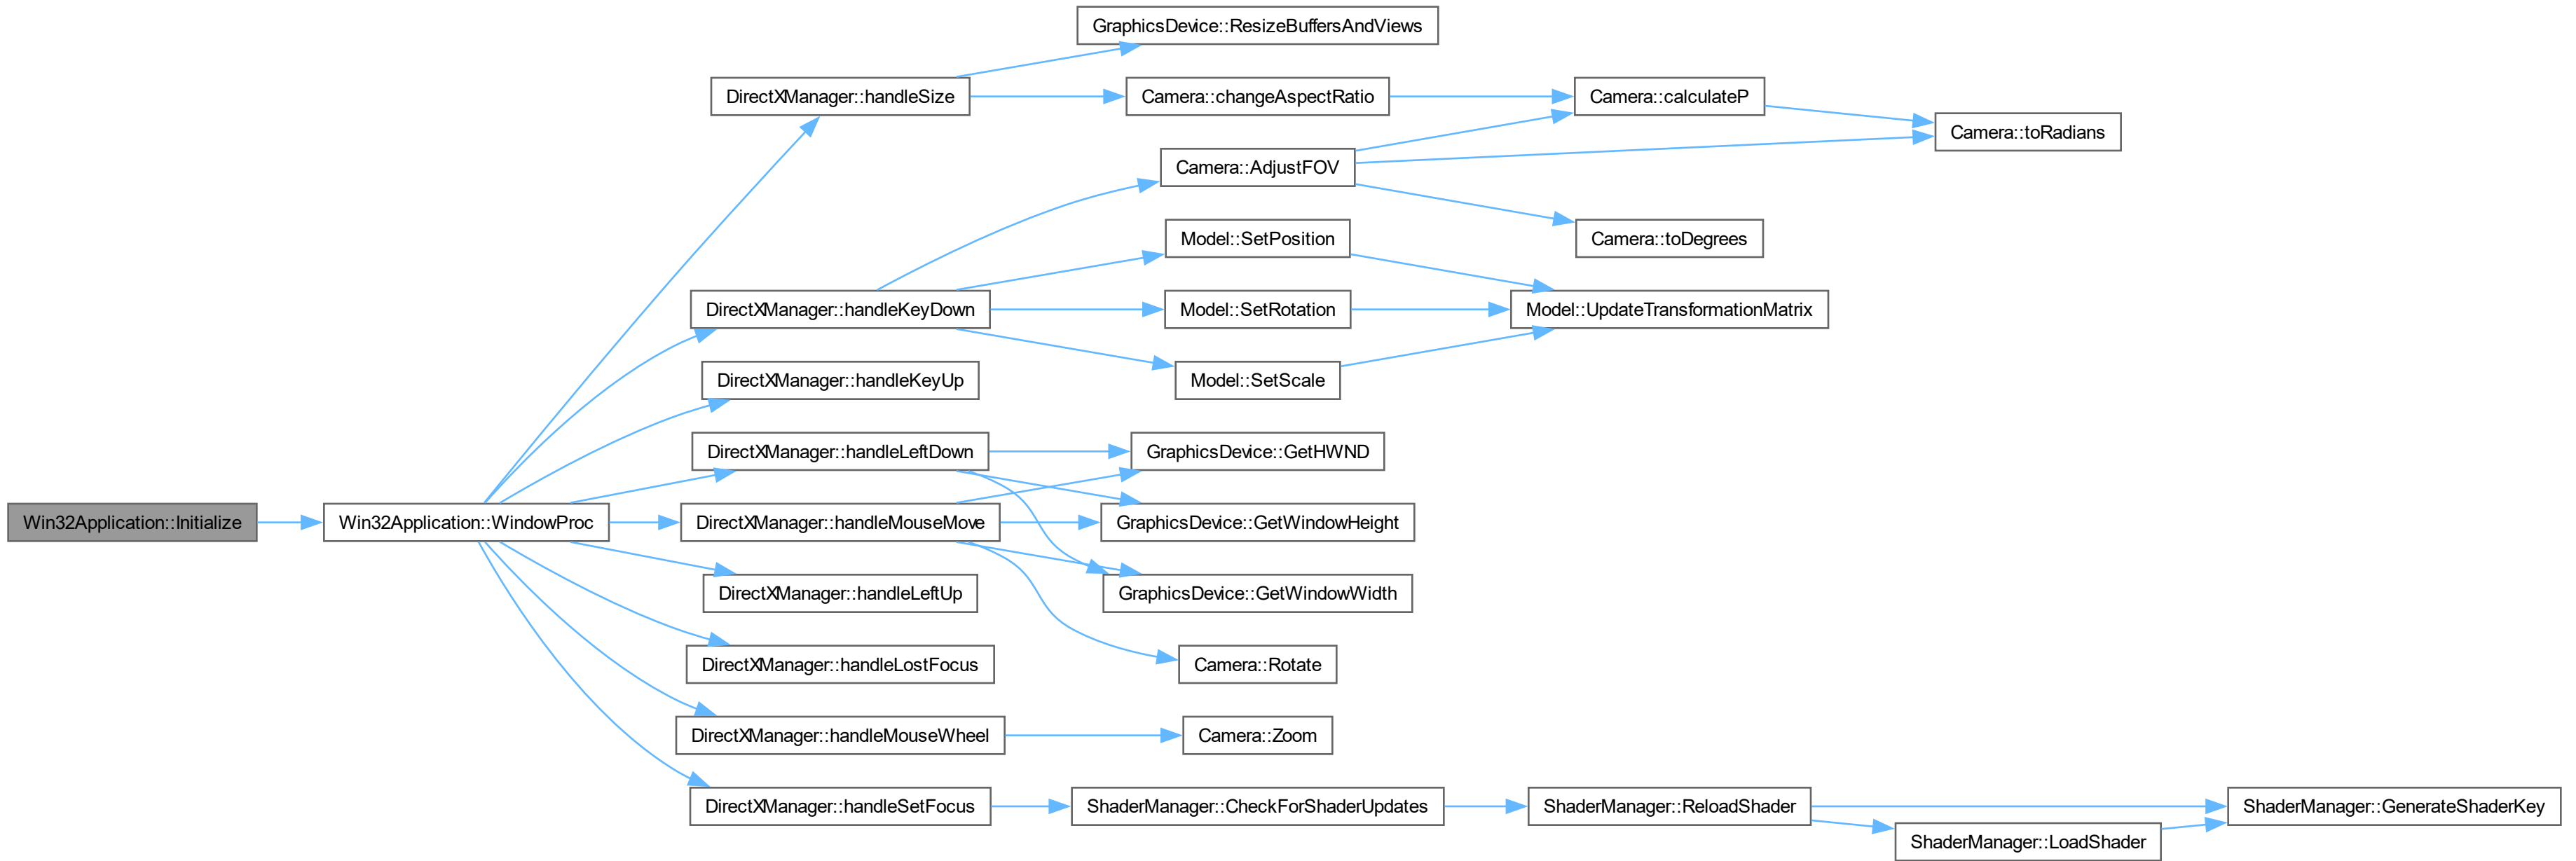 GraphicsDevice::ResizeBuffersAndViews
DirectXManager::handleSize
Camera::changeAspectRatio
Camera::calculateP
Camera::toRadians
Camera::AdjustFOV
Model::SetPosition
Camera::toDegrees
DirectXManager::handleKeyDown
Model::SetRotation
Model::UpdateTransformationMatrix
DirectXManager::handleKeyUp
Model::SetScale
DirectXManager::handleLeftDown
GraphicsDevice::GetHWND
Win32Application::Initialize
Win32Application::WindowProc
DirectXManager::handleMouseMove
GraphicsDevice::GetWindowHeight
DirectXManager::handleLeftUp
GraphicsDevice::GetWindowWidth
DirectXManager::handleLostFocus
Camera::Rotate
DirectXManager::handleMouseWheel
Camera::Zoom
DirectXManager::handleSetFocus
ShaderManager::CheckForShaderUpdates
ShaderManager::ReloadShader
ShaderManager::GenerateShaderKey
ShaderManager::LoadShader